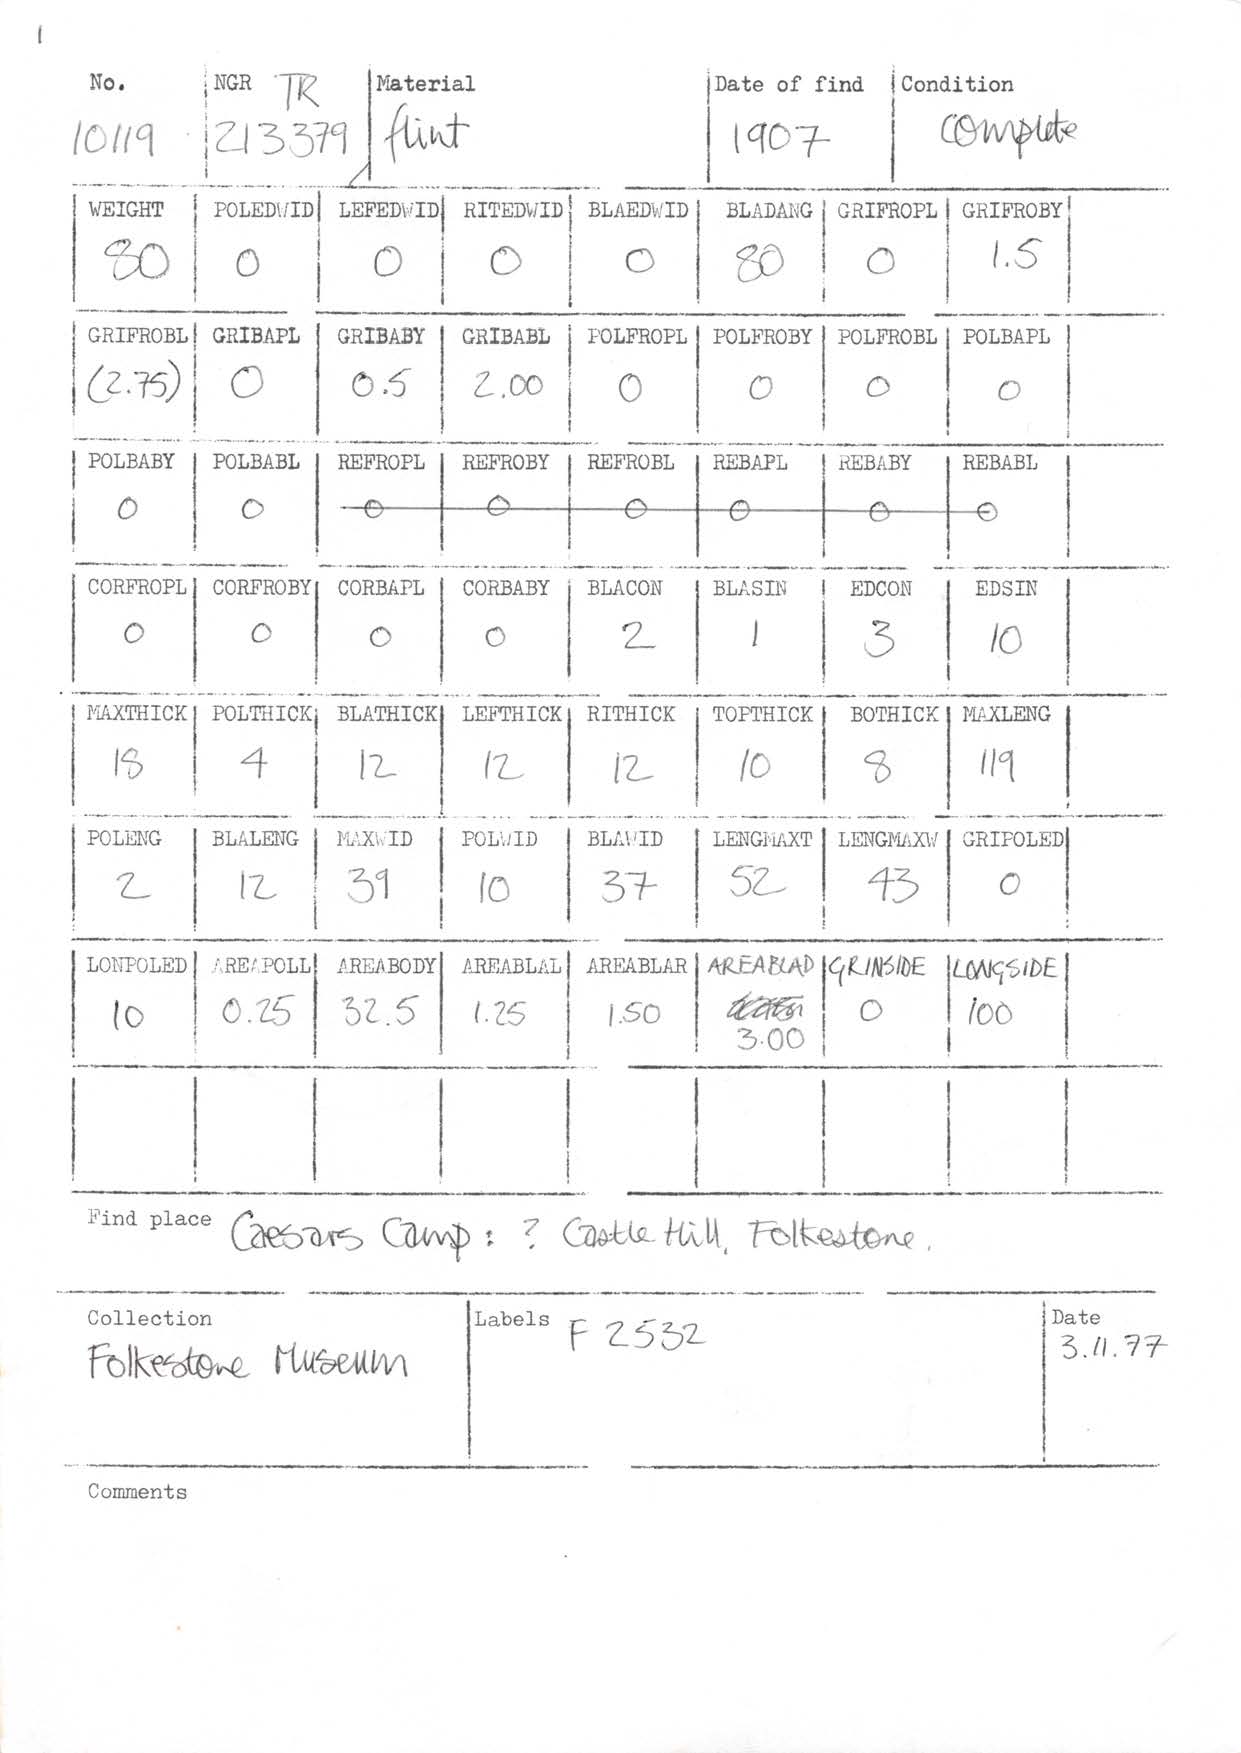 1
No. NGR TR Material Date of find Condition
10119 213379 flint 1907 complete
WEIGHT POLEDWID LEFEDWID RITEDWID BLAEDWID BLADANG GRIFROPL GRIFROBY
80 0 0 0 0 80 0 1.5
GRIFROBL GRIBAPL GRIBABY GRIBABL POLFROPL POLFROBY POLFROBL POLBAPL
(2.75) 0 0.5 2.00 0 0 0 0
POLBABY POLBABL REFROPL REFROBY REFROBL REBAPL REBABY REBABL
0 0 0 0 0 0 0 0
CORFROPL CORFROBY CORBAPL CORBABY BLACON BLASIN EDCON EDSIN
0 0 0 0 2 1 3 10
MAXTHICK POLTHICK BLATHICK LEFTHICK RITHICK TOPTHICK BOTHICK MAXLENG
18 4 12 12 12 10 8 119
POLENG BLALENG MAXWID POLWID BLAWID LENGMAXT LENGMAXW GRIPOLED
2 12 39 10 37 52 43 0
LONPOLED AREAPOLL AREABODY AREABLAL AREABLAR AREABLAD GRINSIDE LONGSIDE
10 0.25 32.5 1.25 1.50 3.00 0 100
Find place Caesars Camp: ? Castle Hill, Folkestone.
Collection Labels F 2532 Date
Folkestone Museum 3.11.77
Comments